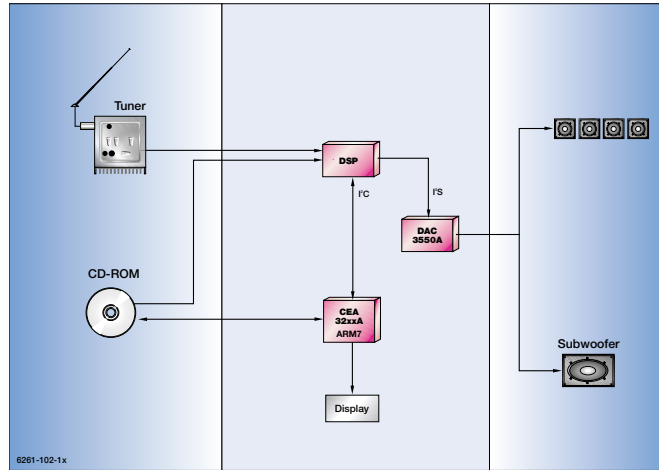 Tuner
DSP
I²C
I²S
DAC
3550A
CD-ROM
CEA
32xxA
ARM7
Subwoofer
Display
6261-102-1x